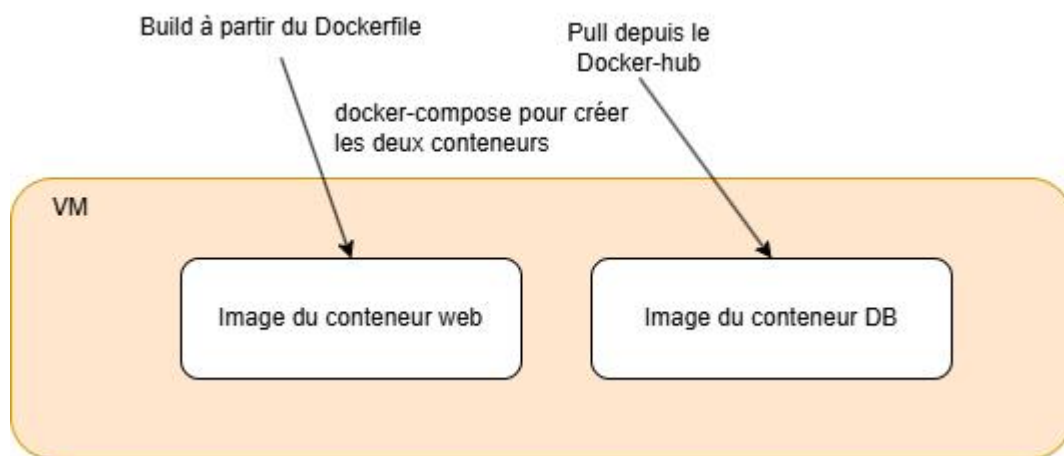 Build à partir du Dockerfile
Pull depuis le
Docker-hub
docker-compose pour créer
les deux conteneurs
VM
Image du conteneur web
Image du conteneur DB